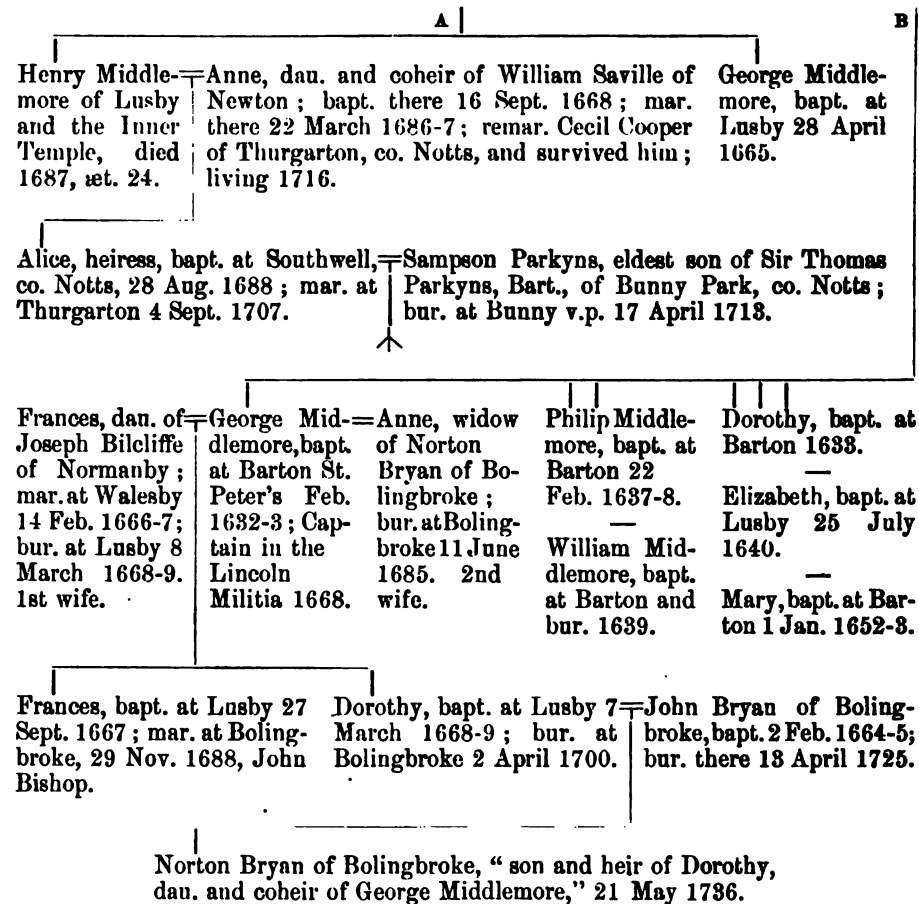 A B
Henry Middle-
more of Lusby
and the Inner
Temple, died
1687, æt. 24.
Anne, dau. and coheir of William Saville of
Newton ; bapt. there 16 Sept. 1668 ; mar.
there 22 March 1686-7 ; remar. Cecil Cooper
of Thurgarton, co. Notts, and survived him ;
living 1716.
George Middle-
more, bapt. at
Lusby 28 April
1665.
Alice, heiress, bapt. at Southwell,
co. Notts, 28 Aug. 1688 ; mar. at
Thurgarton 4 Sept. 1707.
Sampson Parkyns, eldest son of Sir Thomas
Parkyns, Bart., of Bunny Park, co. Notts ;
bur. at Bunny v.p. 17 April 1713.
Frances, dau. of
Joseph Bilcliffe
of Normanby ;
mar. at Walesby
14 Feb. 1666-7;
bur. at Lusby 8
March 1668-9.
1st wife.
George Mid-
dlemore, bapt.
at Barton St.
Peter's Feb.
1632-3 ; Cap-
tain in the
Lincoln
Militia 1668.
Anne, widow
of Norton
Bryan of Bo-
lingbroke ;
bur. at Boling-
broke 11 June
1685. 2nd
wife.
Philip Middle-
more, bapt. at
Barton 22
Feb. 1637-8.
—
William Mid-
dlemore, bapt.
at Barton and
bur. 1639.
Dorothy, bapt. at
Barton 1633.
—
Elizabeth, bapt. at
Lusby 25 July
1640.
—
Mary, bapt. at Bar-
ton 1 Jan. 1652-3.
Frances, bapt. at Lusby 27
Sept. 1667 ; mar. at Boling-
broke, 29 Nov. 1688, John
Bishop.
Dorothy, bapt. at Lusby 7
March 1668-9 ; bur. at
Bolingbroke 2 April 1700.
John Bryan of Boling-
broke, bapt. 2 Feb. 1664-5;
bur. there 13 April 1725.
Norton Bryan of Bolingbroke, “ son and heir of Dorothy,
dau. and coheir of George Middlemore,” 21 May 1736.